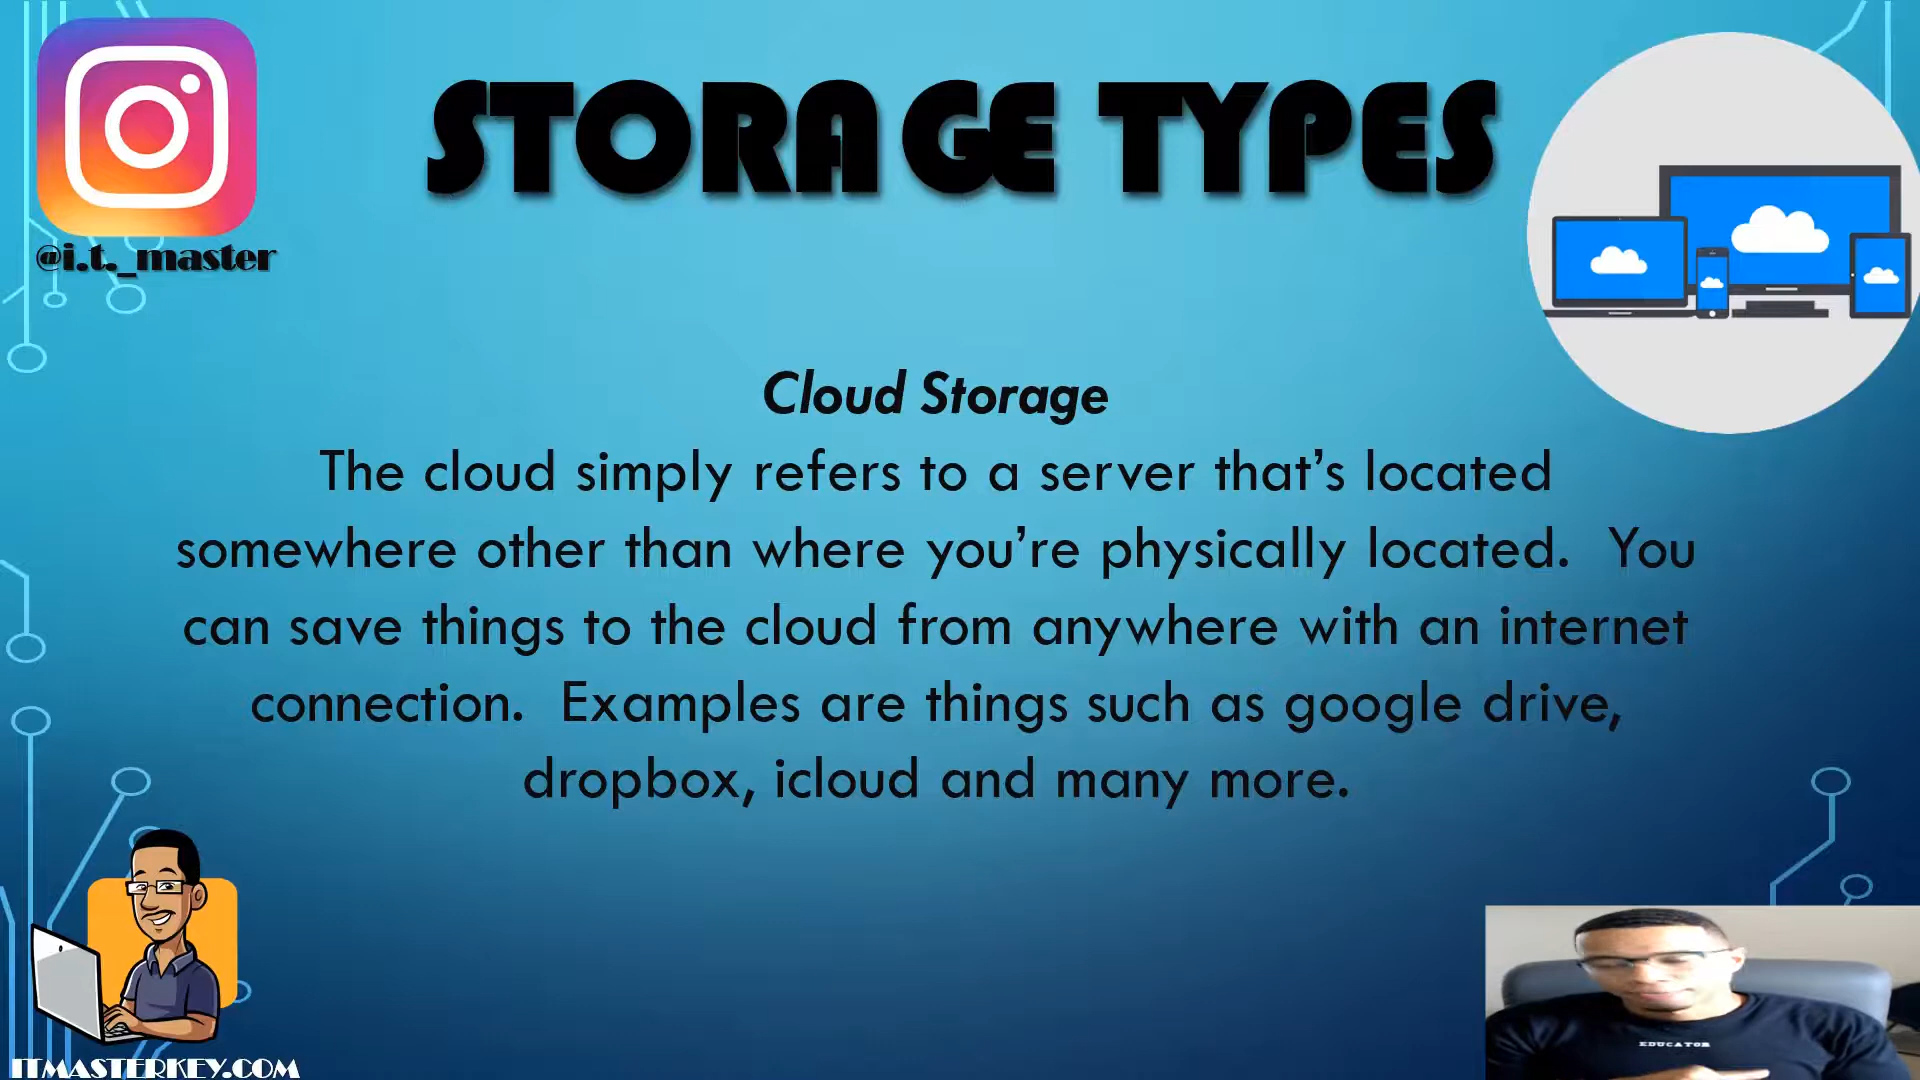 STORAGE TYPES
@i.t._master
Cloud Storage
The cloud simply refers to a server that’s located
somewhere other than where you’re physically located.  You
can save things to the cloud from anywhere with an internet
connection.  Examples are things such as google drive,
dropbox, icloud and many more.
ITMASTERKEY.COM
EDUCATOR